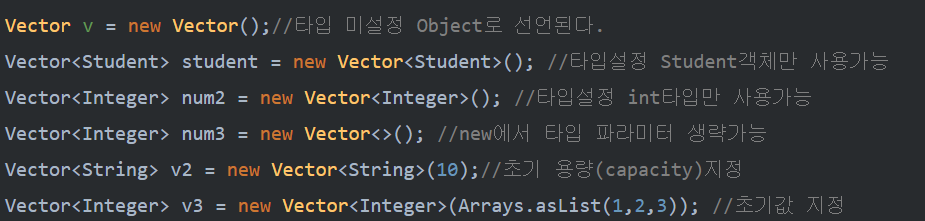 Vector v = new Vector();//타입 미설정 Object로 선언된다.
Vector<Student> student = new Vector<Student>(); //타입설정 Student객체만 사용가능
Vector<Integer> num2 = new Vector<Integer>(); //타입설정 int타입만 사용가능
Vector<Integer> num3 = new Vector<>(); //new에서 타입 파라미터 생략가능
Vector<String> v2 = new Vector<String>(10);//초기 용량(capacity)지정
Vector<Integer> v3 = new Vector<Integer>(Arrays.asList(1,2,3)); //초기값 지정